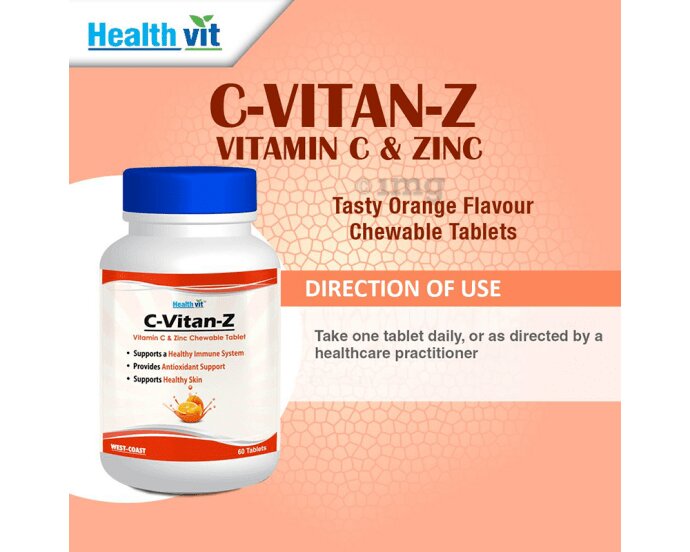 Health vit
C-VITAN-Z
VITAMIN C & ZINC
1mg
Tasty Orange Flavour
Chewable Tablets
DIRECTION OF USE
Take one tablet daily, or as directed by a
healthcare practitioner
Health vit
C-Vitan-Z
Vitamin C & Zinc Chewable Tablet
• Supports a Healthy Immune System
• Provides Antioxidant Support
• Supports Healthy Skin
WEST-COAST
60 Tablets